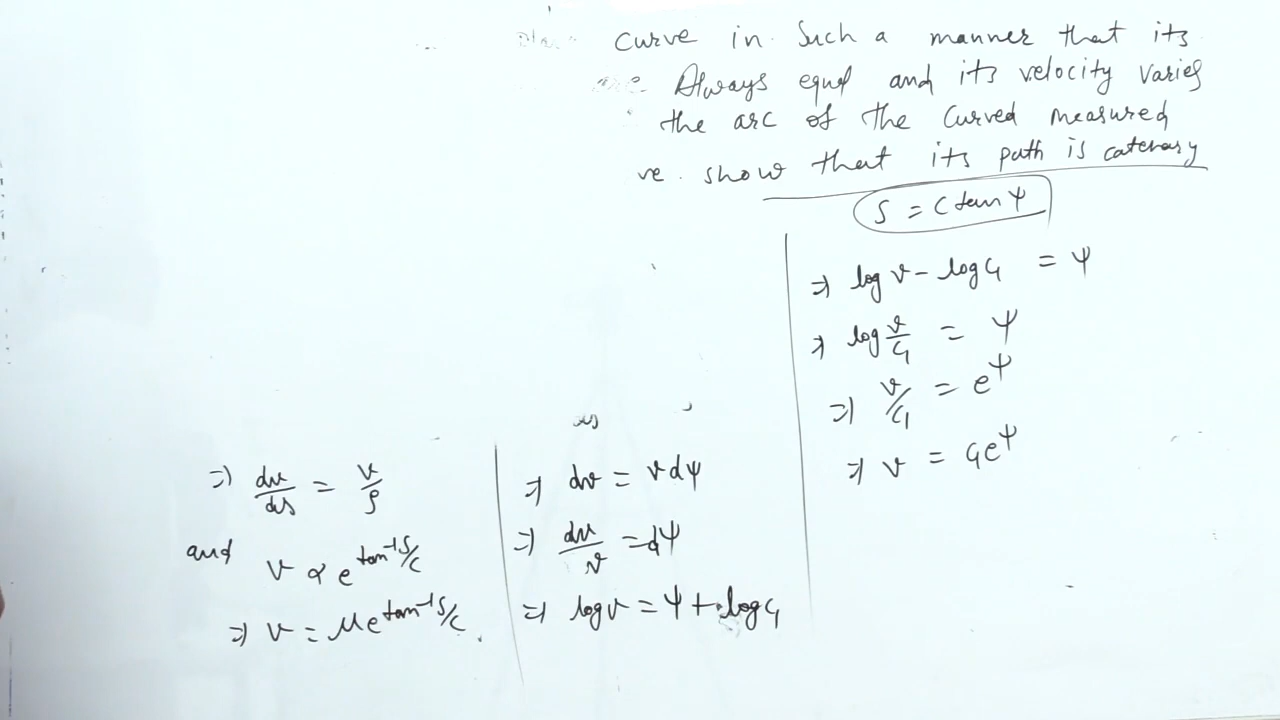 curve in such a manner that its
Always equal and its velocity varies
the arc of the curved measured
ve. show that its path is catenary
S = C tan ψ
⇒ dv/ds = v/ρ
and v ∝ e^tan⁻¹ s/c
⇒ v = μe^tan⁻¹ s/c
ds
⇒ dv = v dψ
⇒ dv/v = dψ
⇒ log v = ψ + log C₁
⇒ log v - log C₁ = ψ
⇒ log v/C₁ = ψ
⇒ v/C₁ = e^ψ
⇒ v = C₁e^ψ